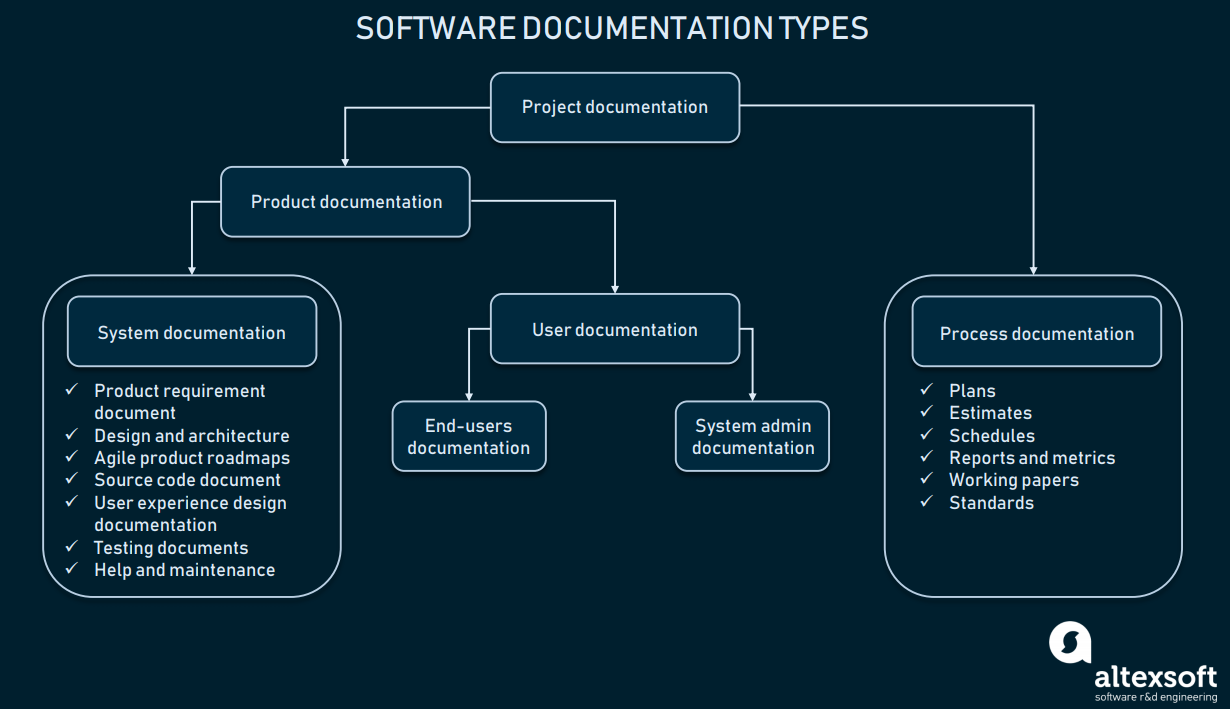 SOFTWARE DOCUMENTATION TYPES
Project documentation
Product documentation
System documentation
Product requirement
document
Design and architecture
Agile product roadmaps
Source code document
User experience design
documentation
Testing documents
Help and maintenance
User documentation
End-users
documentation
System admin
documentation
Process documentation
Plans
Estimates
Schedules
Reports and metrics
Working papers
Standards
altexsoft
software r&d engineering